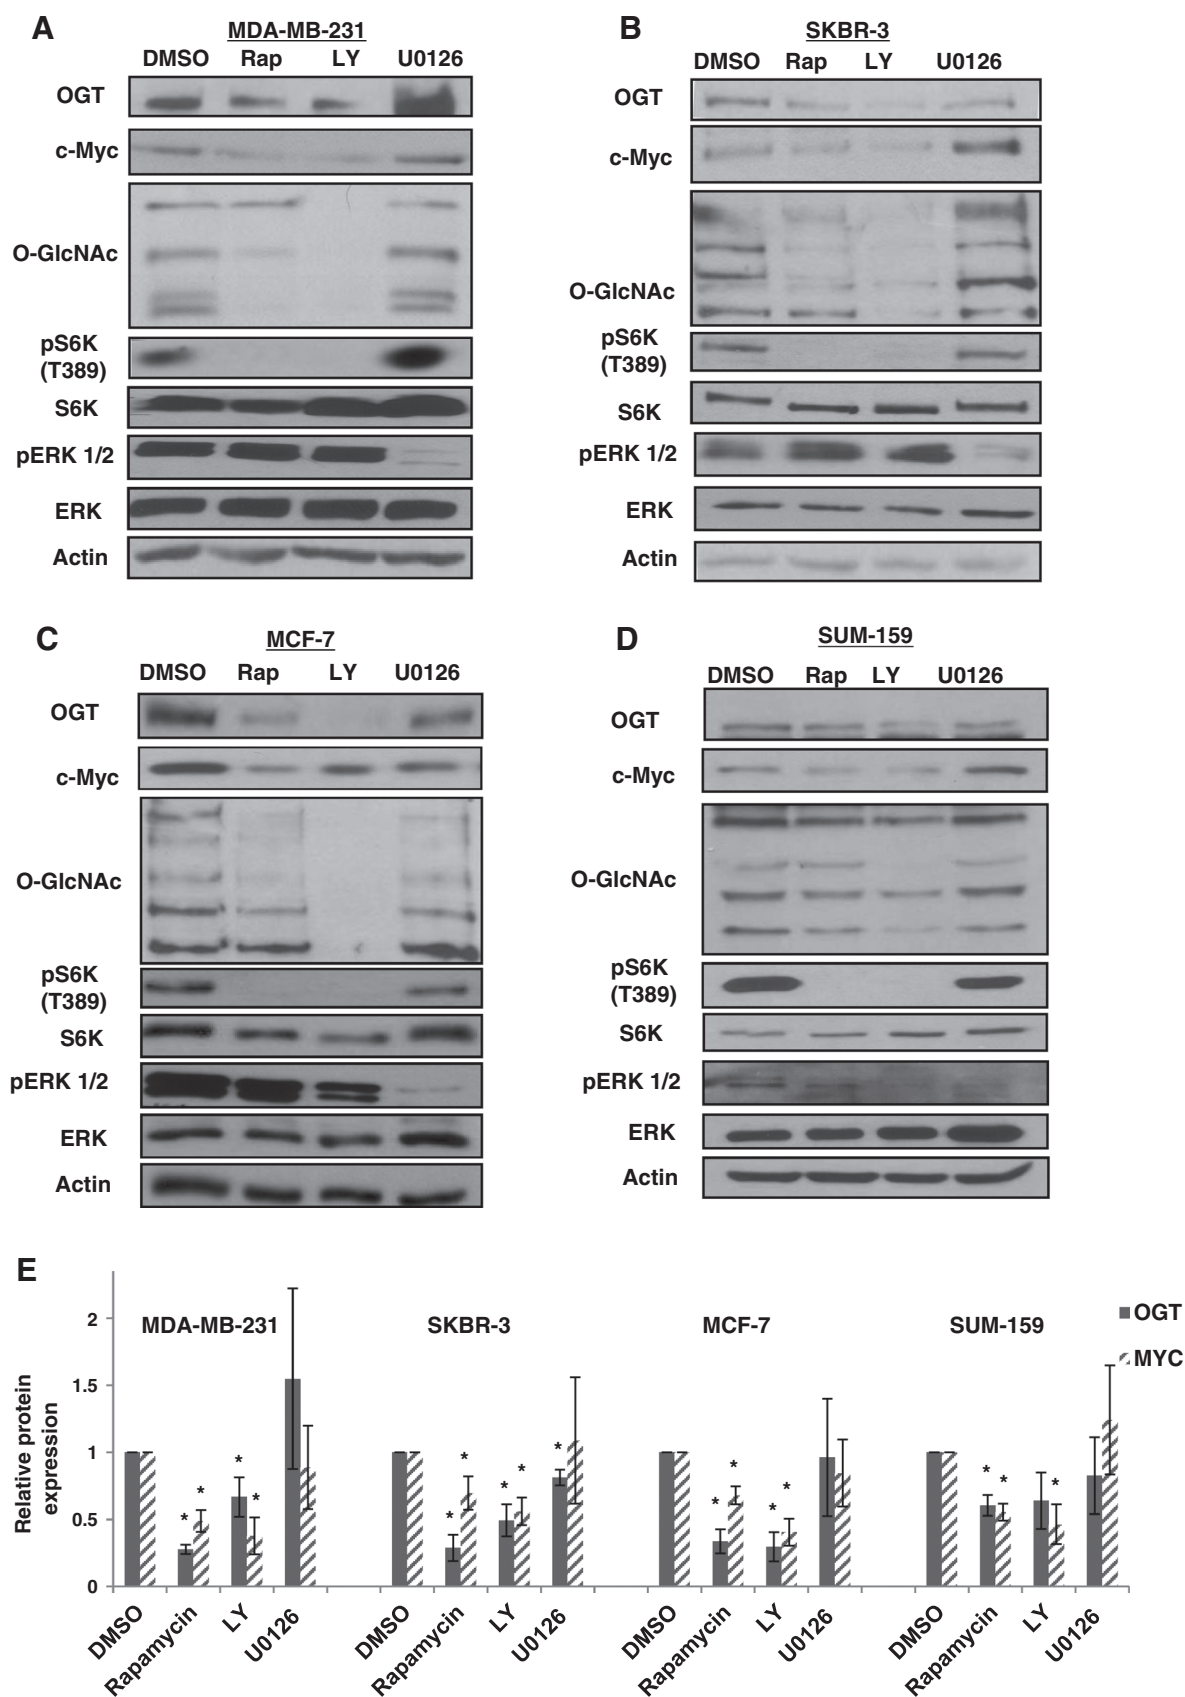 A
MDA-MB-231
DMSO Rap LY U0126
OGT
c-Myc
O-GlcNAc
pS6K
(T389)
S6K
pERK 1/2
ERK
Actin
B
SKBR-3
DMSO Rap LY U0126
OGT
c-Myc
O-GlcNAc
pS6K
(T389)
S6K
pERK 1/2
ERK
Actin
C
MCF-7
DMSO Rap LY U0126
OGT
c-Myc
O-GlcNAc
pS6K
(T389)
S6K
pERK 1/2
ERK
Actin
D
SUM-159
DMSO Rap LY U0126
OGT
c-Myc
O-GlcNAc
pS6K
(T389)
S6K
pERK 1/2
ERK
Actin
E
Relative protein
expression
2
1.5
1
0.5
0
MDA-MB-231 SKBR-3 MCF-7 SUM-159
OGT
MYC
* * * *
* * * * *
* * * *
* * *
DMSO Rapamycin LY U0126 DMSO Rapamycin LY U0126 DMSO Rapamycin LY U0126 DMSO Rapamycin LY U0126